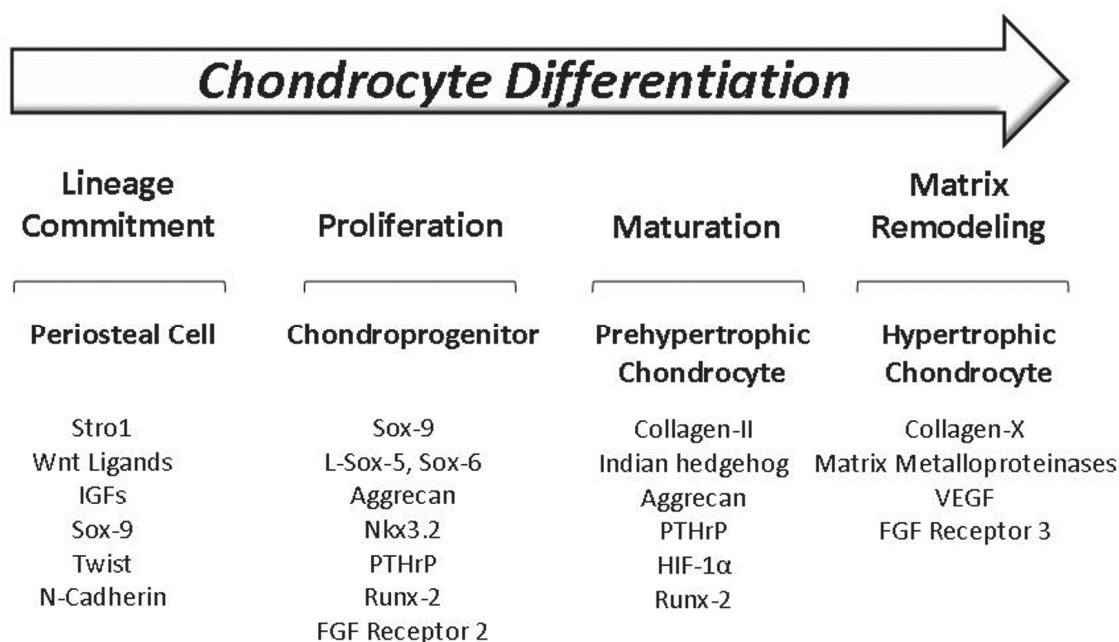 Chondrocyte Differentiation
Lineage
Commitment
Proliferation
Maturation
Matrix
Remodeling
Periosteal Cell
Chondroprogenitor
Prehypertrophic
Chondrocyte
Hypertrophic
Chondrocyte
Stro1
Wnt Ligands
IGFs
Sox-9
Twist
N-Cadherin
Sox-9
L-Sox-5, Sox-6
Aggrecan
Nkx3.2
PTHrP
Runx-2
FGF Receptor 2
Collagen-II
Indian hedgehog
Aggrecan
PTHrP
HIF-1α
Runx-2
Collagen-X
Matrix Metalloproteinases
VEGF
FGF Receptor 3